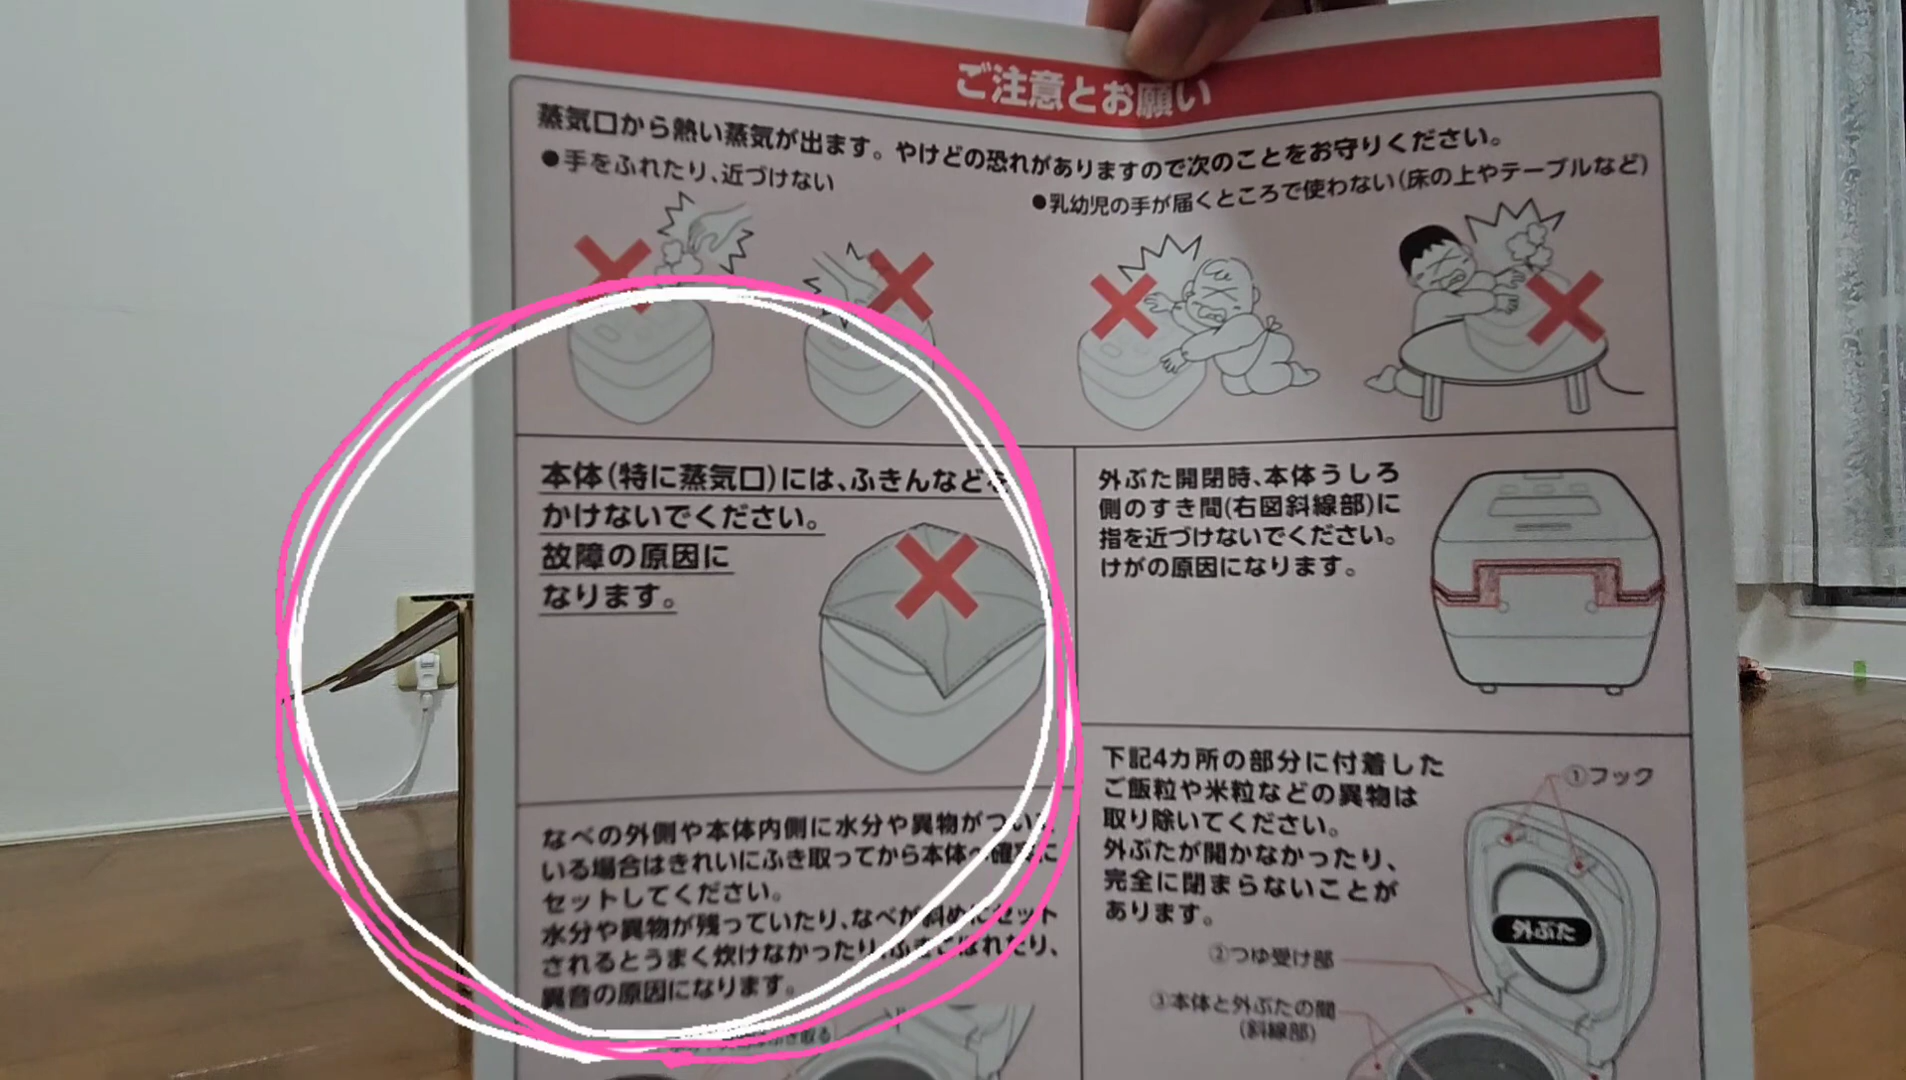 ご注意とお願い
蒸気口から熱い蒸気が出ます。やけどの恐れがありますので次のことをお守りください。
●手をふれたり、近づけない
●乳幼児の手が届くところで使わない(床の上やテーブルなど)
本体(特に蒸気口)には、ふきんなどを
かけないでください。
故障の原因に
なります。
外ぶた開閉時、本体うしろ
側のすき間(右図斜線部)に
指を近づけないでください。
けがの原因になります。
なべの外側や本体内側に水分や異物がついて
いる場合はきれいにふき取ってから本体へ確実に
セットしてください。
水分や異物が残っていたり、なべが斜めにセット
されるとうまく炊けなかったり、ふきこぼれたり、
異音の原因になります。
下記4カ所の部分に付着した
ご飯粒や米粒などの異物は
取り除いてください。
外ぶたが開かなかったり、
完全に閉まらないことが
あります。
①フック
外ぶた
②つゆ受け部
③本体と外ぶたの間
(斜線部)